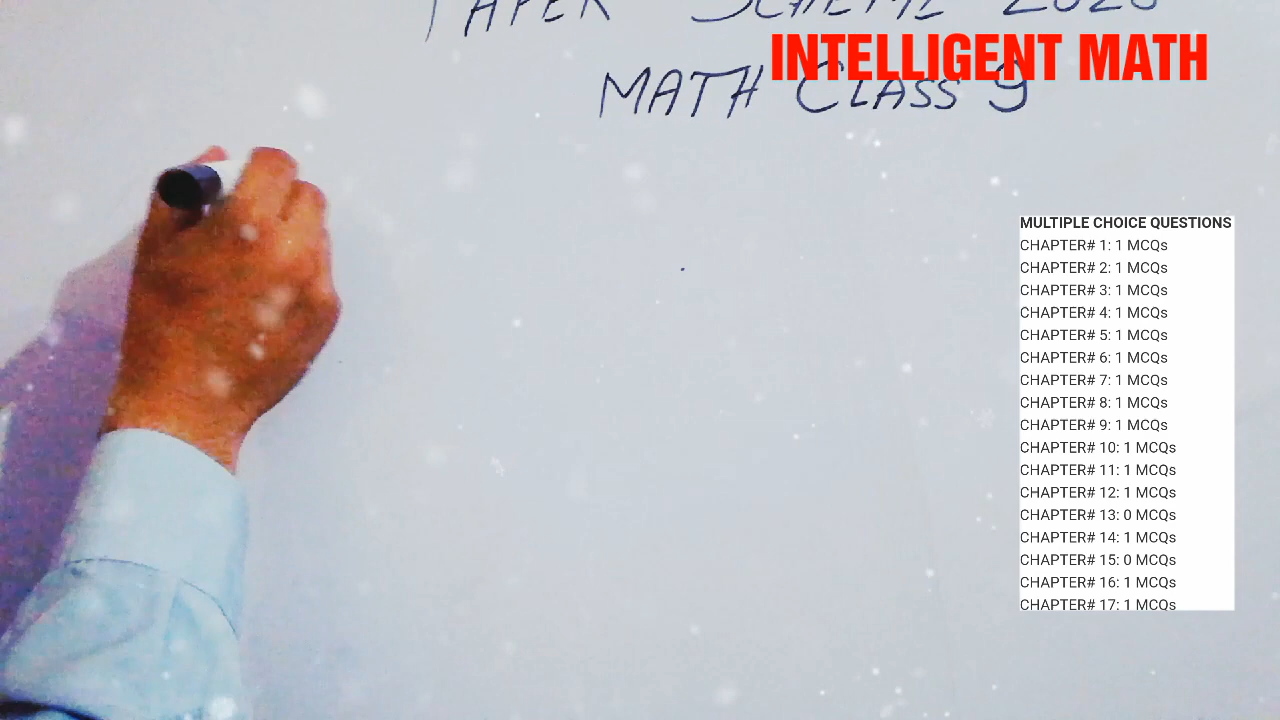 PAPER SCHEME
INTELLIGENT MATH
MATH CLASS 9
MULTIPLE CHOICE QUESTIONS
CHAPTER# 1: 1 MCQs
CHAPTER# 2: 1 MCQs
CHAPTER# 3: 1 MCQs
CHAPTER# 4: 1 MCQs
CHAPTER# 5: 1 MCQs
CHAPTER# 6: 1 MCQs
CHAPTER# 7: 1 MCQs
CHAPTER# 8: 1 MCQs
CHAPTER# 9: 1 MCQs
CHAPTER# 10: 1 MCQs
CHAPTER# 11: 1 MCQs
CHAPTER# 12: 1 MCQs
CHAPTER# 13: 0 MCQs
CHAPTER# 14: 1 MCQs
CHAPTER# 15: 0 MCQs
CHAPTER# 16: 1 MCQs
CHAPTER# 17: 1 MCQs